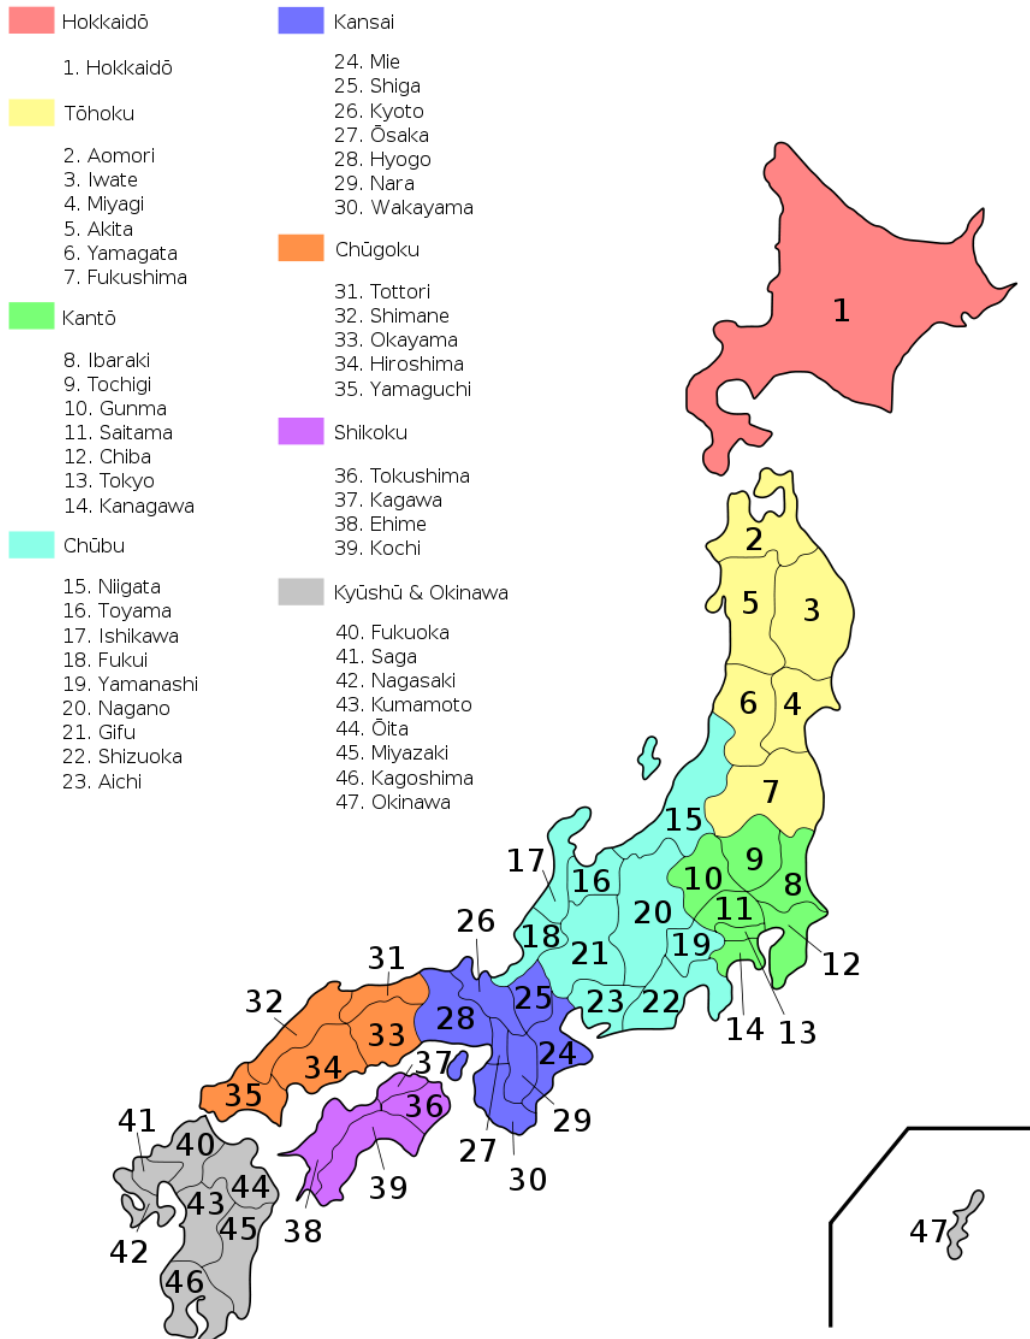 Hokkaidō
1. Hokkaidō
Tōhoku
2. Aomori
3. Iwate
4. Miyagi
5. Akita
6. Yamagata
7. Fukushima
Kantō
8. Ibaraki
9. Tochigi
10. Gunma
11. Saitama
12. Chiba
13. Tokyo
14. Kanagawa
Chūbu
15. Niigata
16. Toyama
17. Ishikawa
18. Fukui
19. Yamanashi
20. Nagano
21. Gifu
22. Shizuoka
23. Aichi
Kansai
24. Mie
25. Shiga
26. Kyoto
27. Ōsaka
28. Hyogo
29. Nara
30. Wakayama
Chūgoku
31. Tottori
32. Shimane
33. Okayama
34. Hiroshima
35. Yamaguchi
Shikoku
36. Tokushima
37. Kagawa
38. Ehime
39. Kochi
Kyūshū & Okinawa
40. Fukuoka
41. Saga
42. Nagasaki
43. Kumamoto
44. Ōita
45. Miyazaki
46. Kagoshima
47. Okinawa
1
2
5
3
6
4
7
15
17
16
10
9
8
11
20
26
18
21
19
12
31
32
28
25
23
22
14
13
33
34
24
37
35
36
29
41
40
27
30
39
44
43
38
45
42
46
47